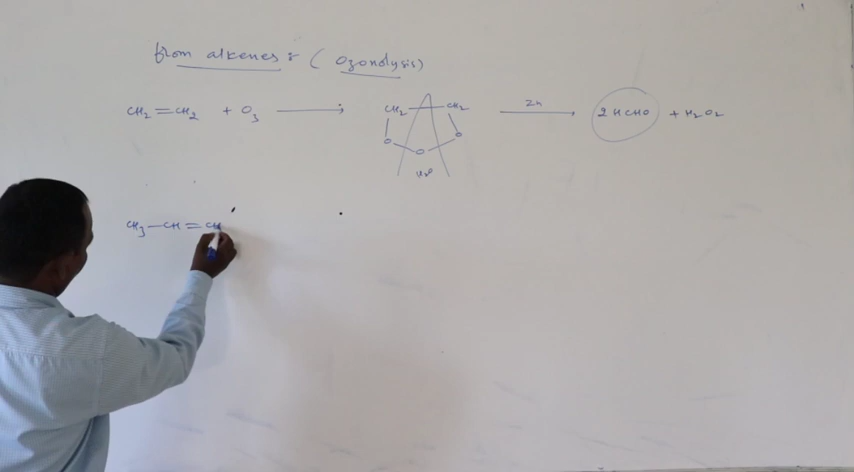 from alkenes : ( Ozonolysis)
CH₂ = CH₂ + O₃ ⟶ CH₂ — CH₂ Zn ⟶ 2 HCHO + H₂O₂
O O O
H₂O
CH₃ — CH = CH